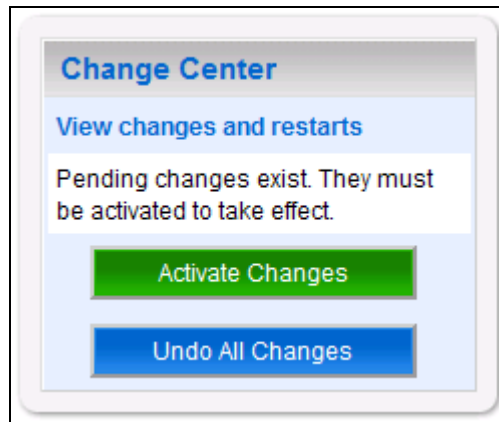 Change Center
View changes and restarts
Pending changes exist. They must
be activated to take effect.
Activate Changes
Undo All Changes